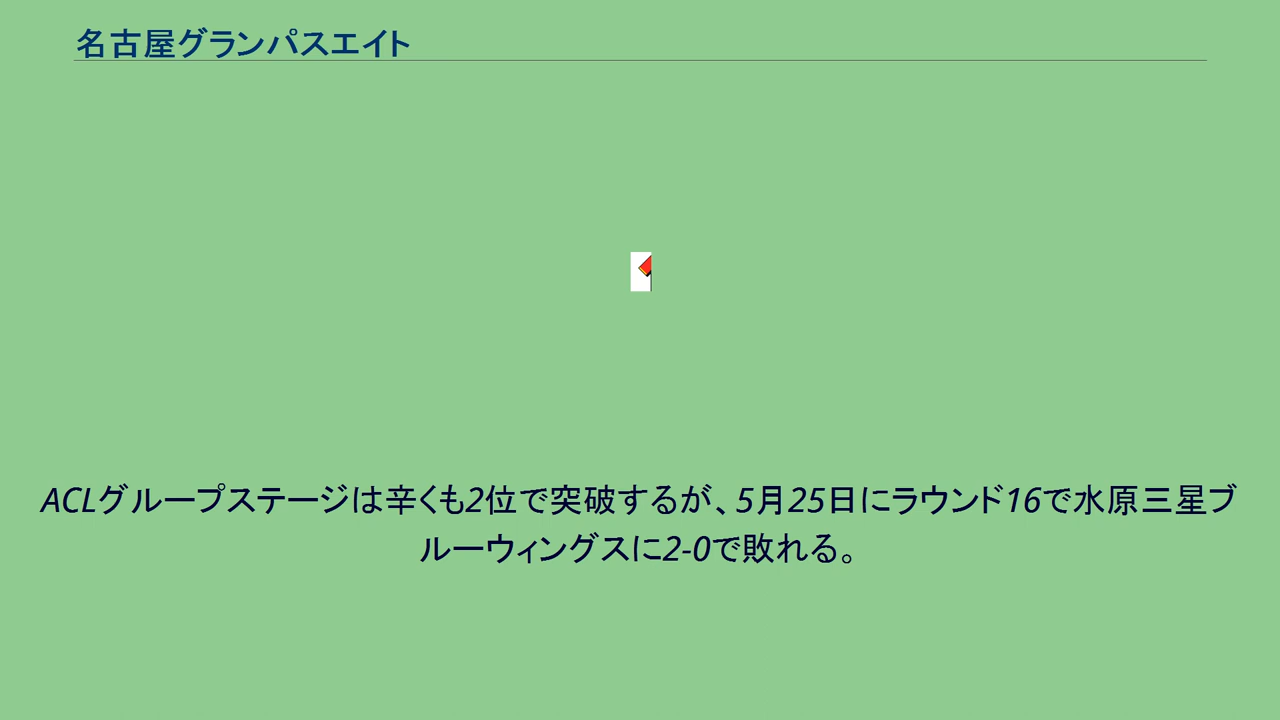 名古屋グランパスエイト
ACLグループステージは辛くも2位で突破するが、5月25日にラウンド16で水原三星ブ
ルーウィングスに2-0で敗れる。